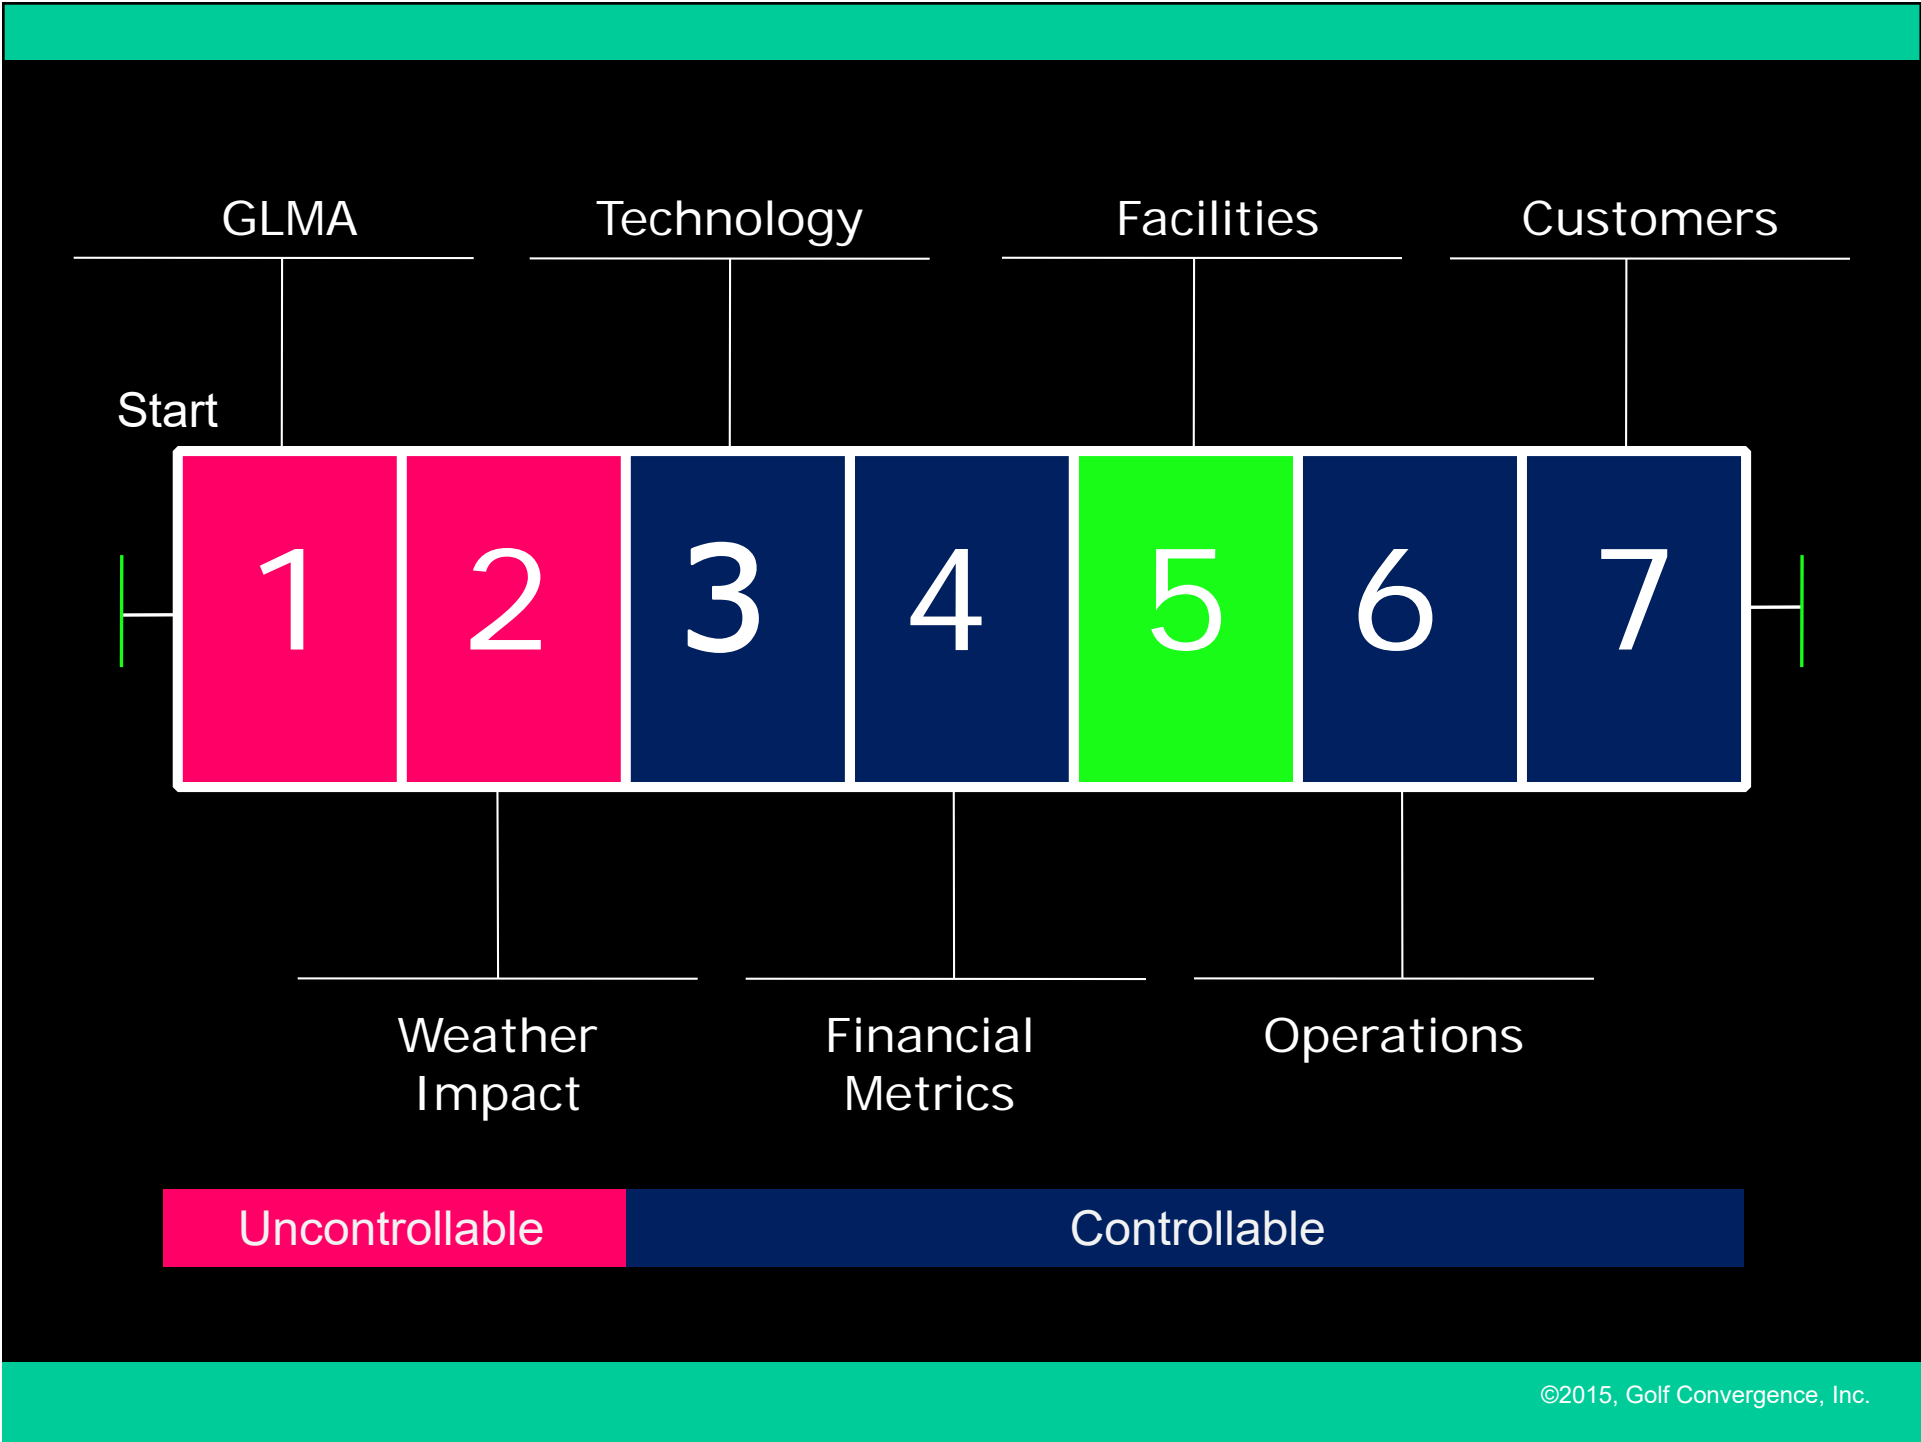 GLMA
Technology
Facilities
Customers
Start
1
2
3
4
5
6
7
Weather
Impact
Financial
Metrics
Operations
Uncontrollable
Controllable
©2015, Golf Convergence, Inc.